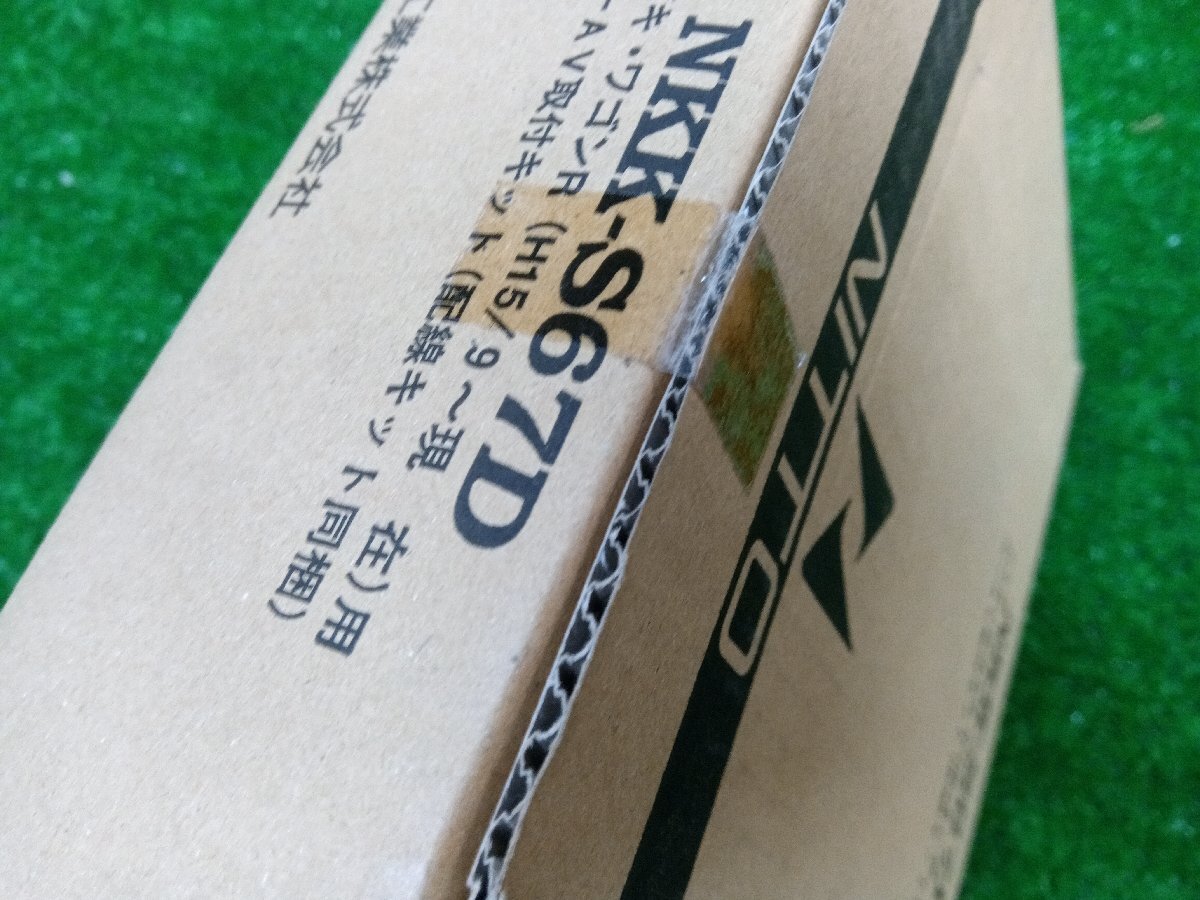 NKK-S67D
キ・ワゴンR (H15/9〜現 在)用
AV取付キット(配線キット同梱)
業株式会社
NITTO